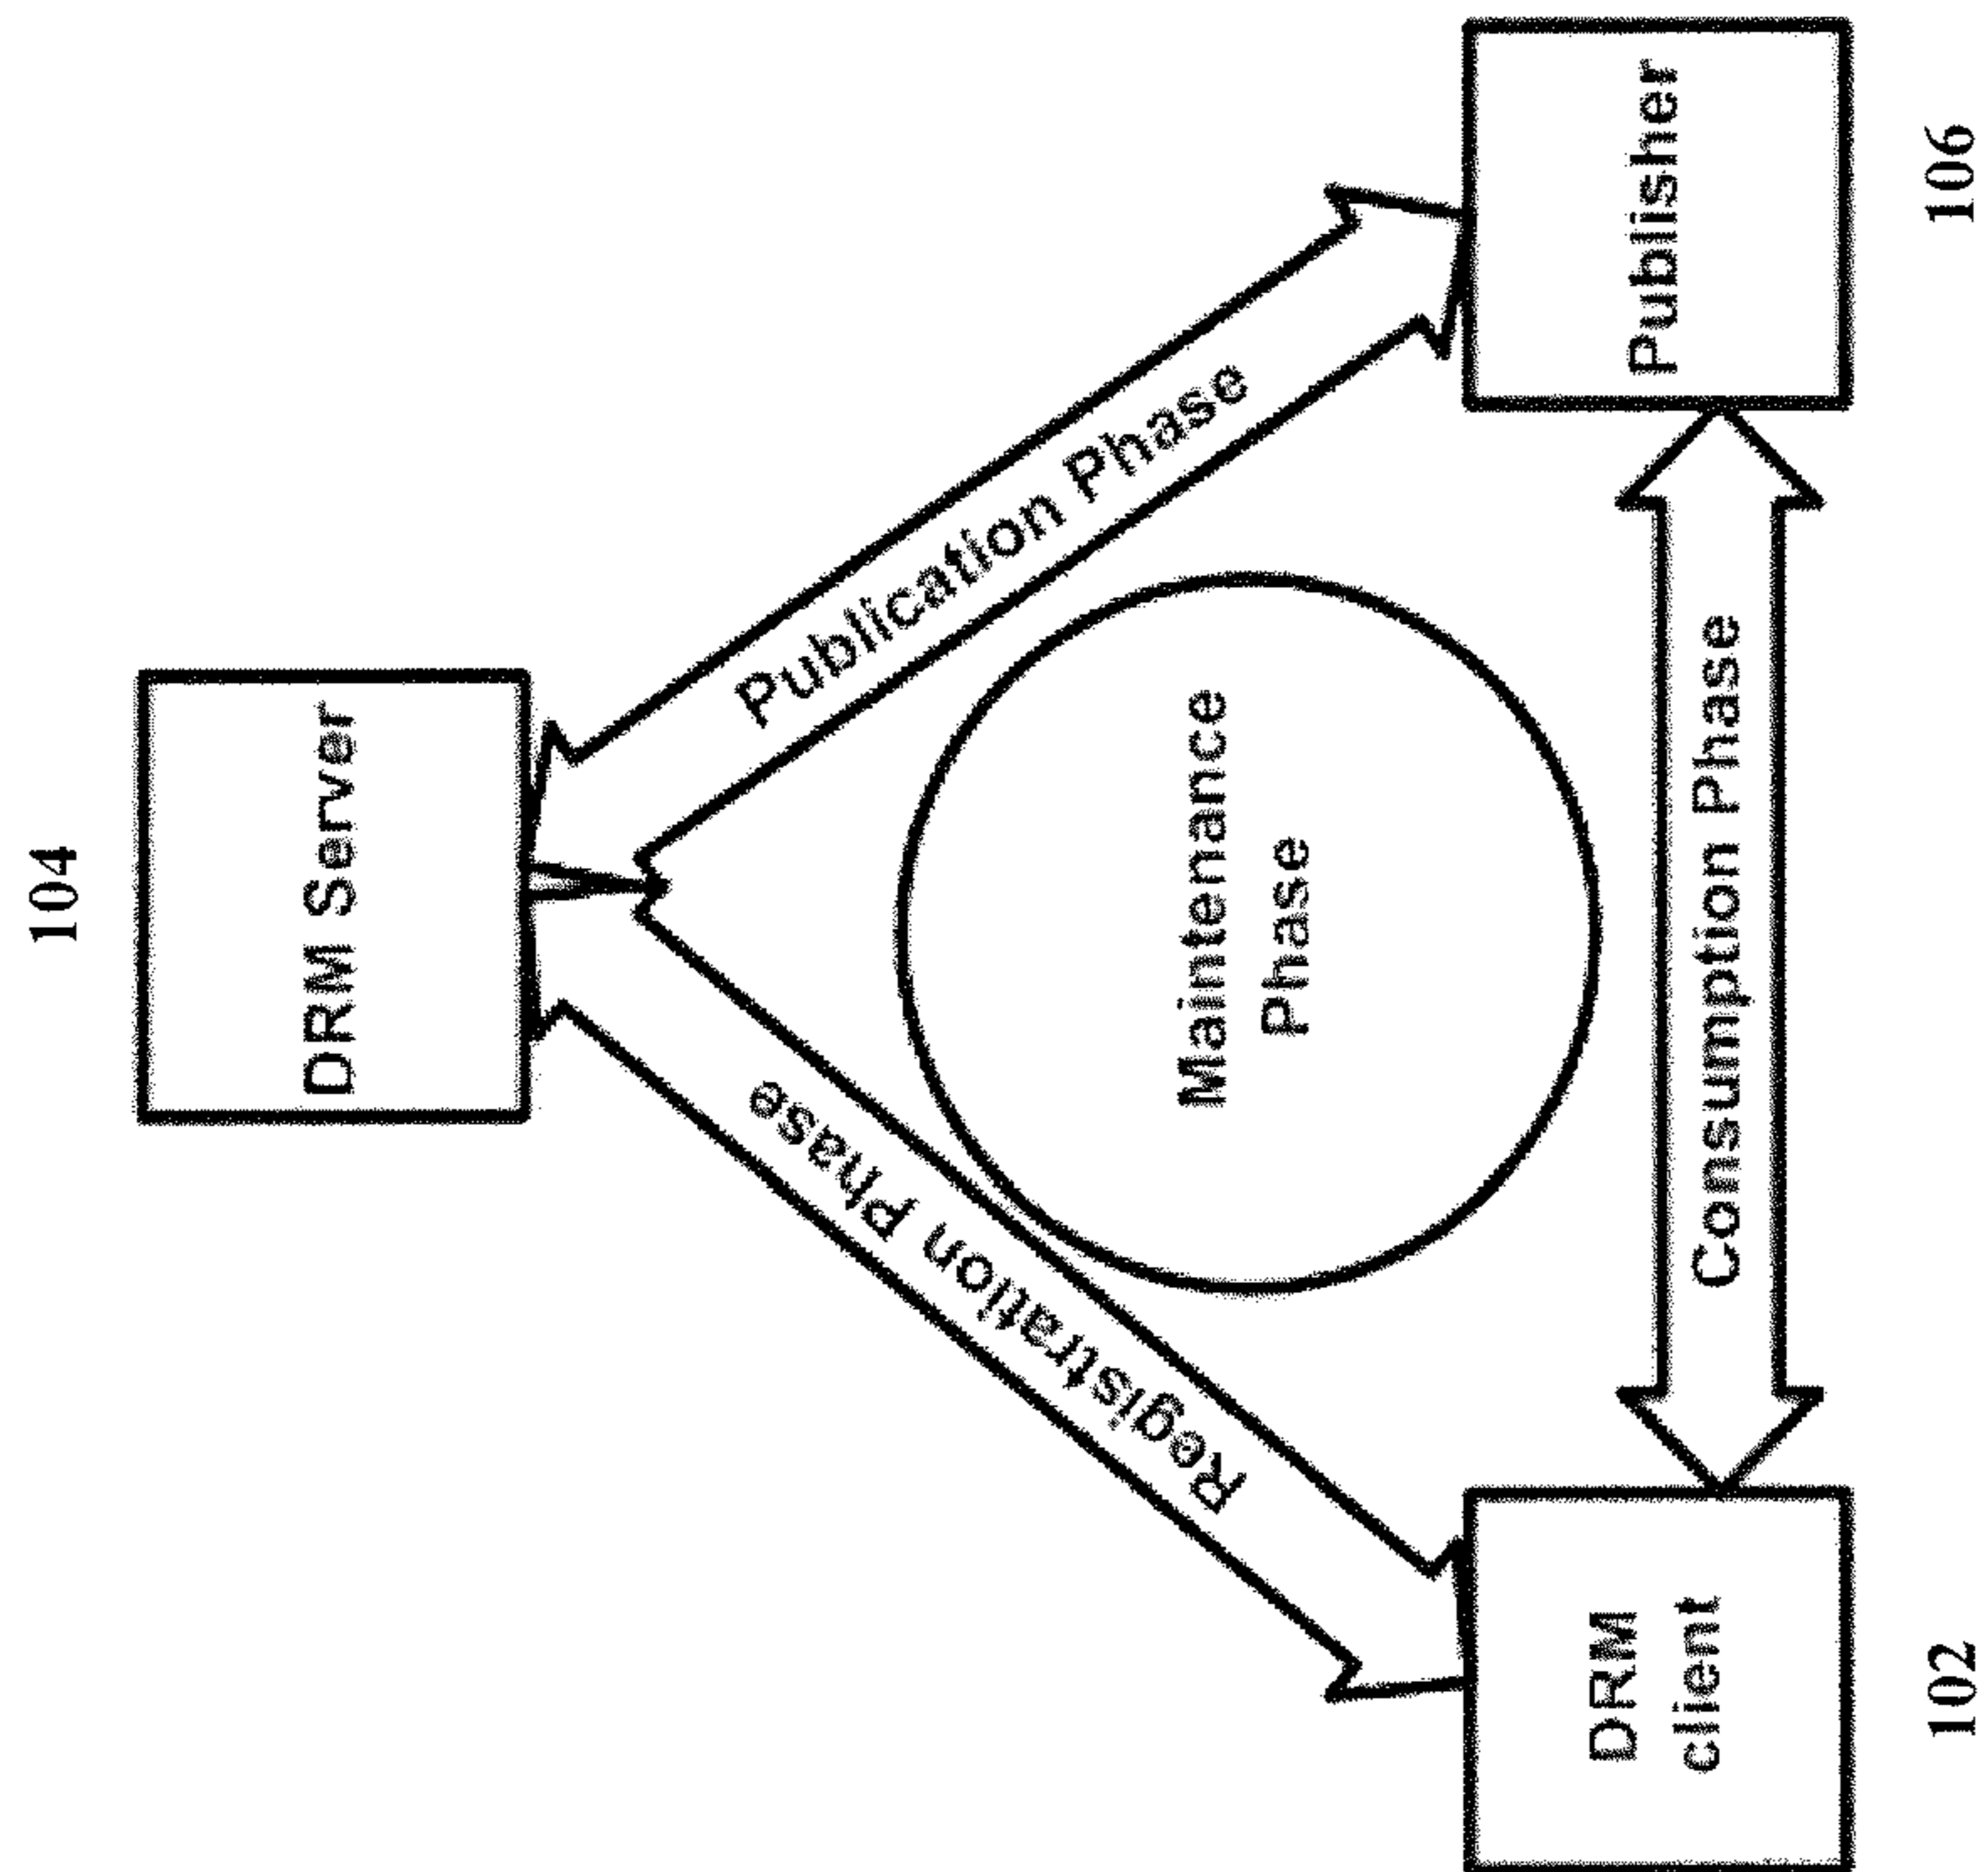 104
DRM Server
Registration Phase
Publication Phase
Maintenance
Phase
Consumption Phase
DRM
client
Publisher
102
106